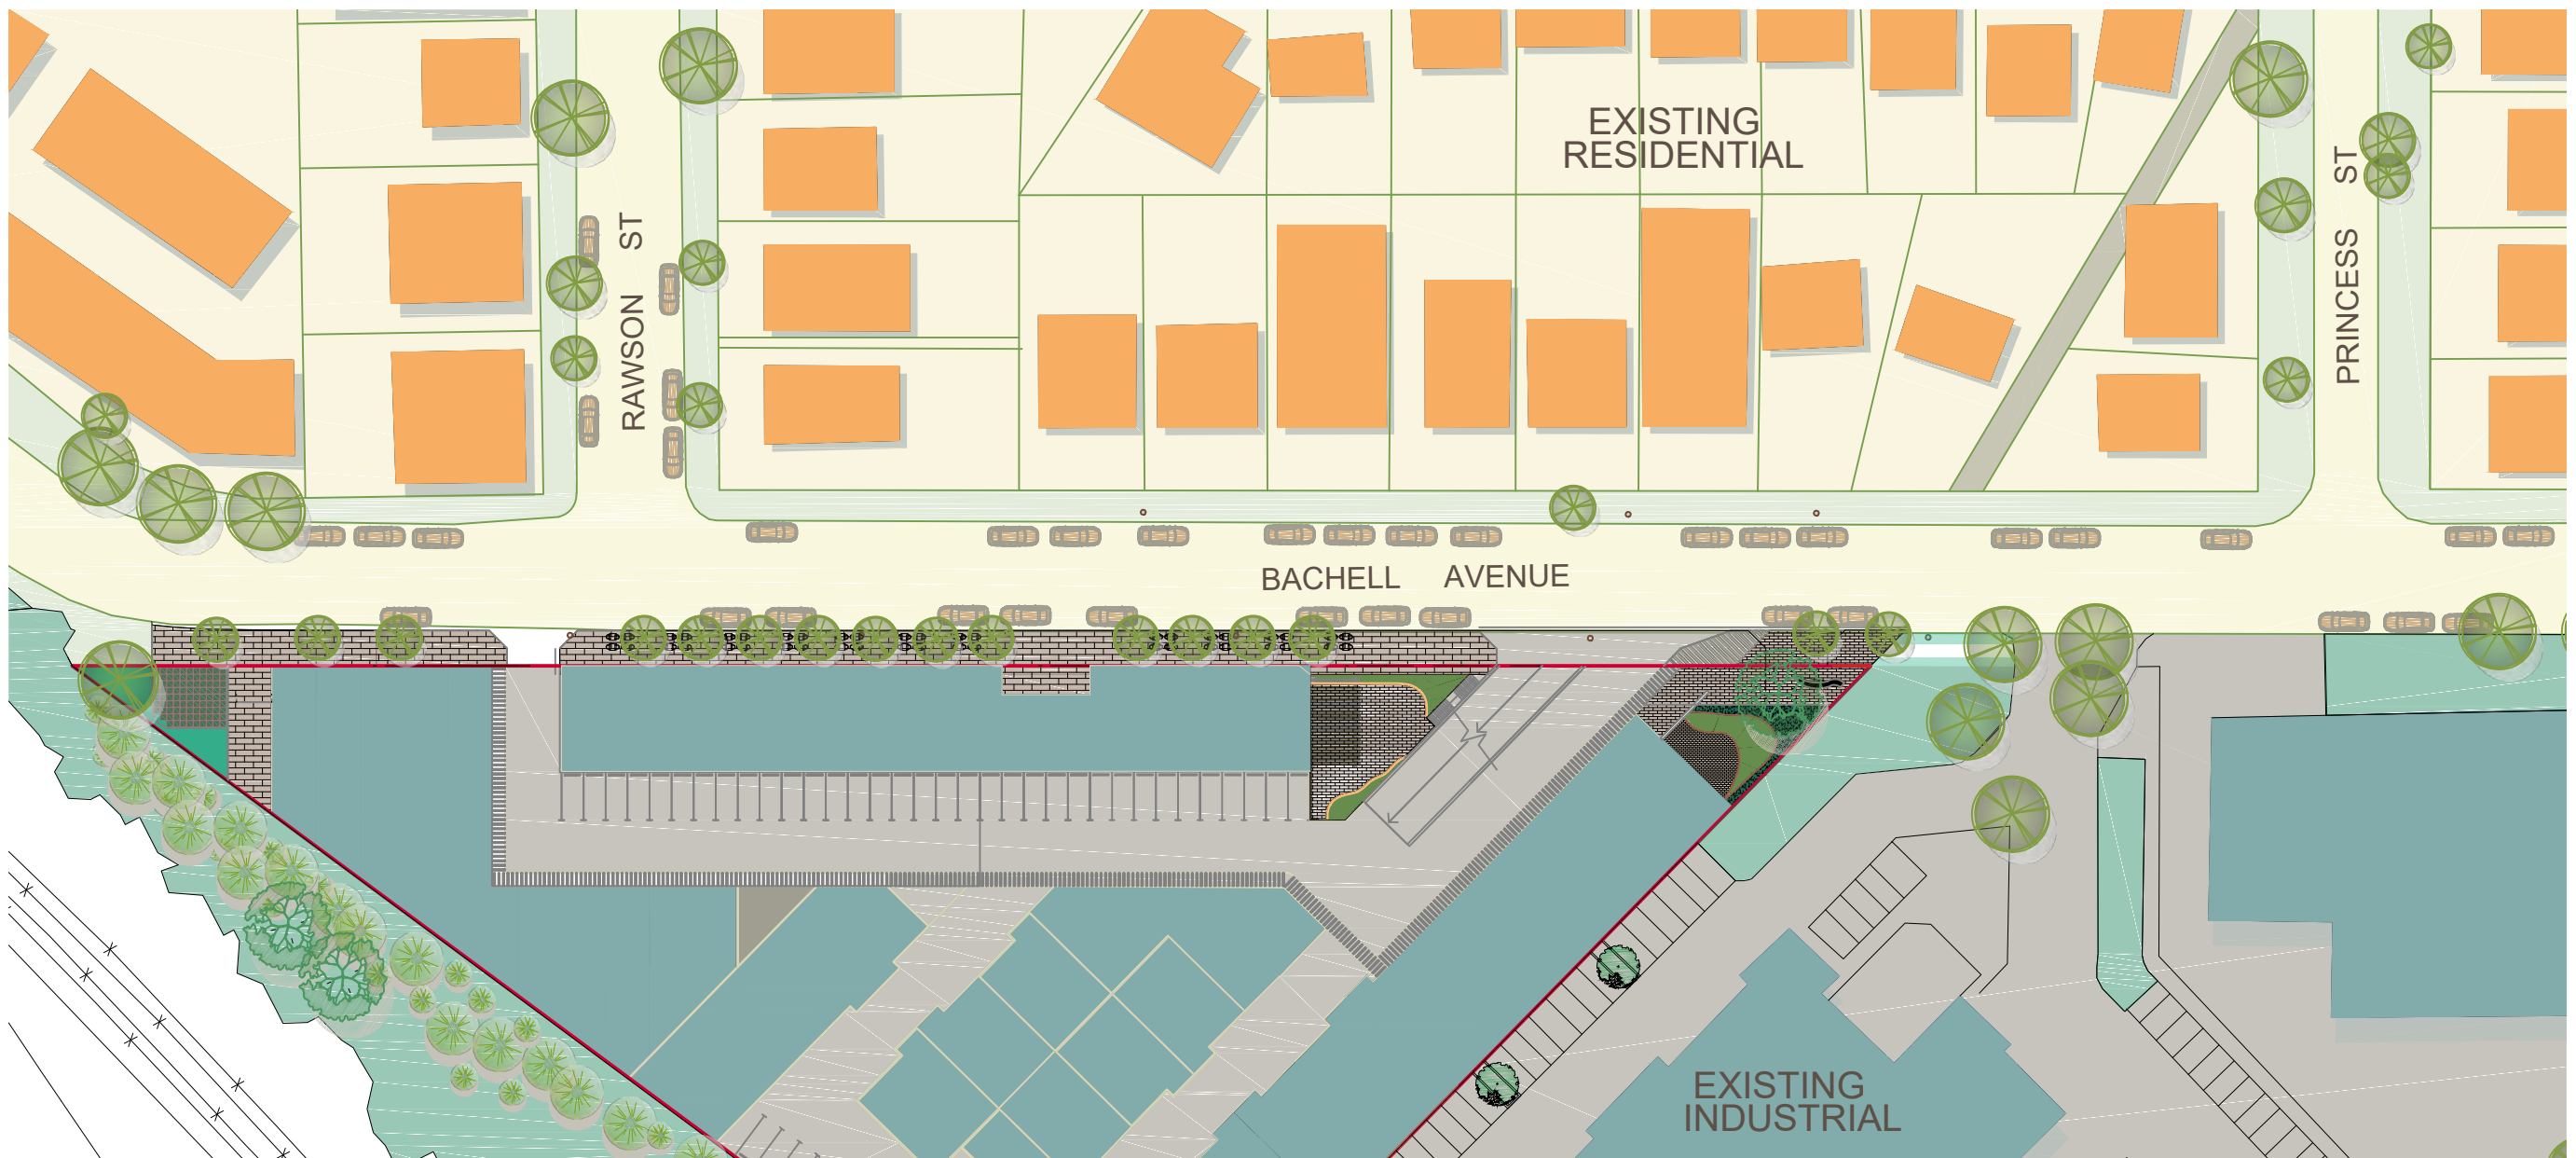 EXISTING
RESIDENTIAL
RAWSON ST
PRINCESS ST
BACHELL AVENUE
EXISTING
INDUSTRIAL